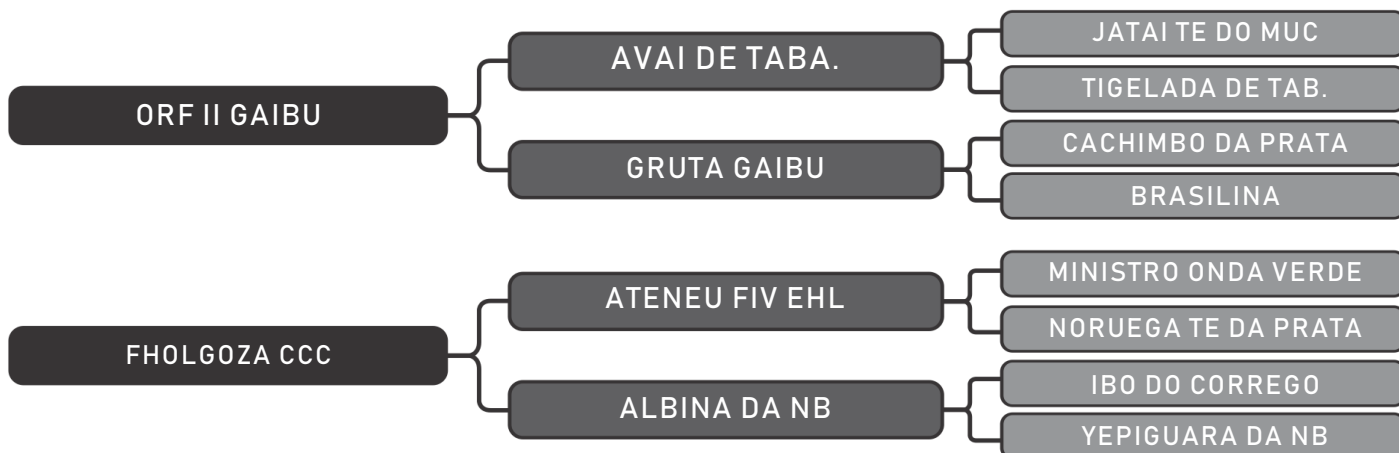 ORF II GAIBU
AVAI DE TABA.
JATAI TE DO MUC
TIGELADA DE TAB.
GRUTA GAIBU
CACHIMBO DA PRATA
BRASILINA
FHOLGOZA CCC
ATENEU FIV EHL
MINISTRO ONDA VERDE
NORUEGA TE DA PRATA
ALBINA DA NB
IBO DO CORREGO
YEPIGUARA DA NB